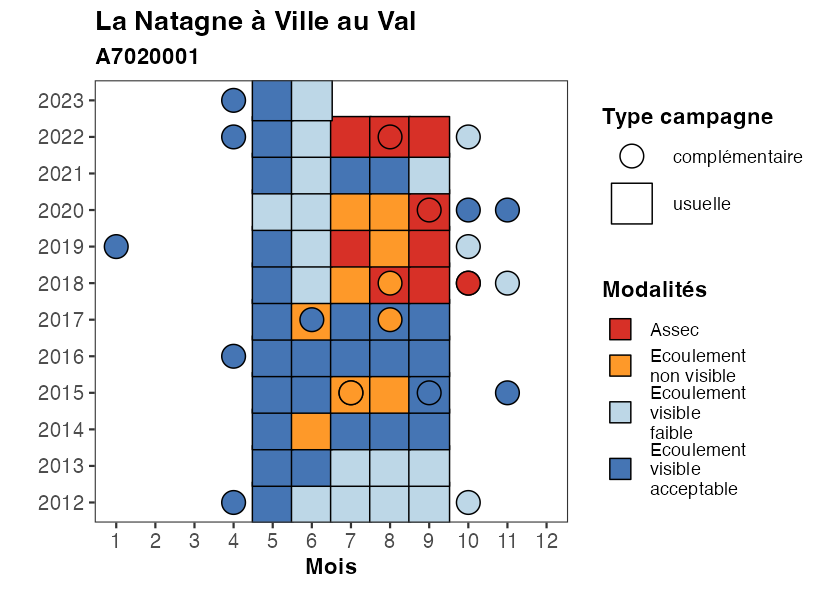 La Natagne à Ville au Val
A7020001
2023
2022
2021
2020
2019
2018
2017
2016
2015
2014
2013
2012
1 2 3 4 5 6 7 8 9 10 11 12
Mois
Type campagne
complémentaire
usuelle
Modalités
Assec
Ecoulement
non visible
Ecoulement
visible
faible
Ecoulement
visible
acceptable